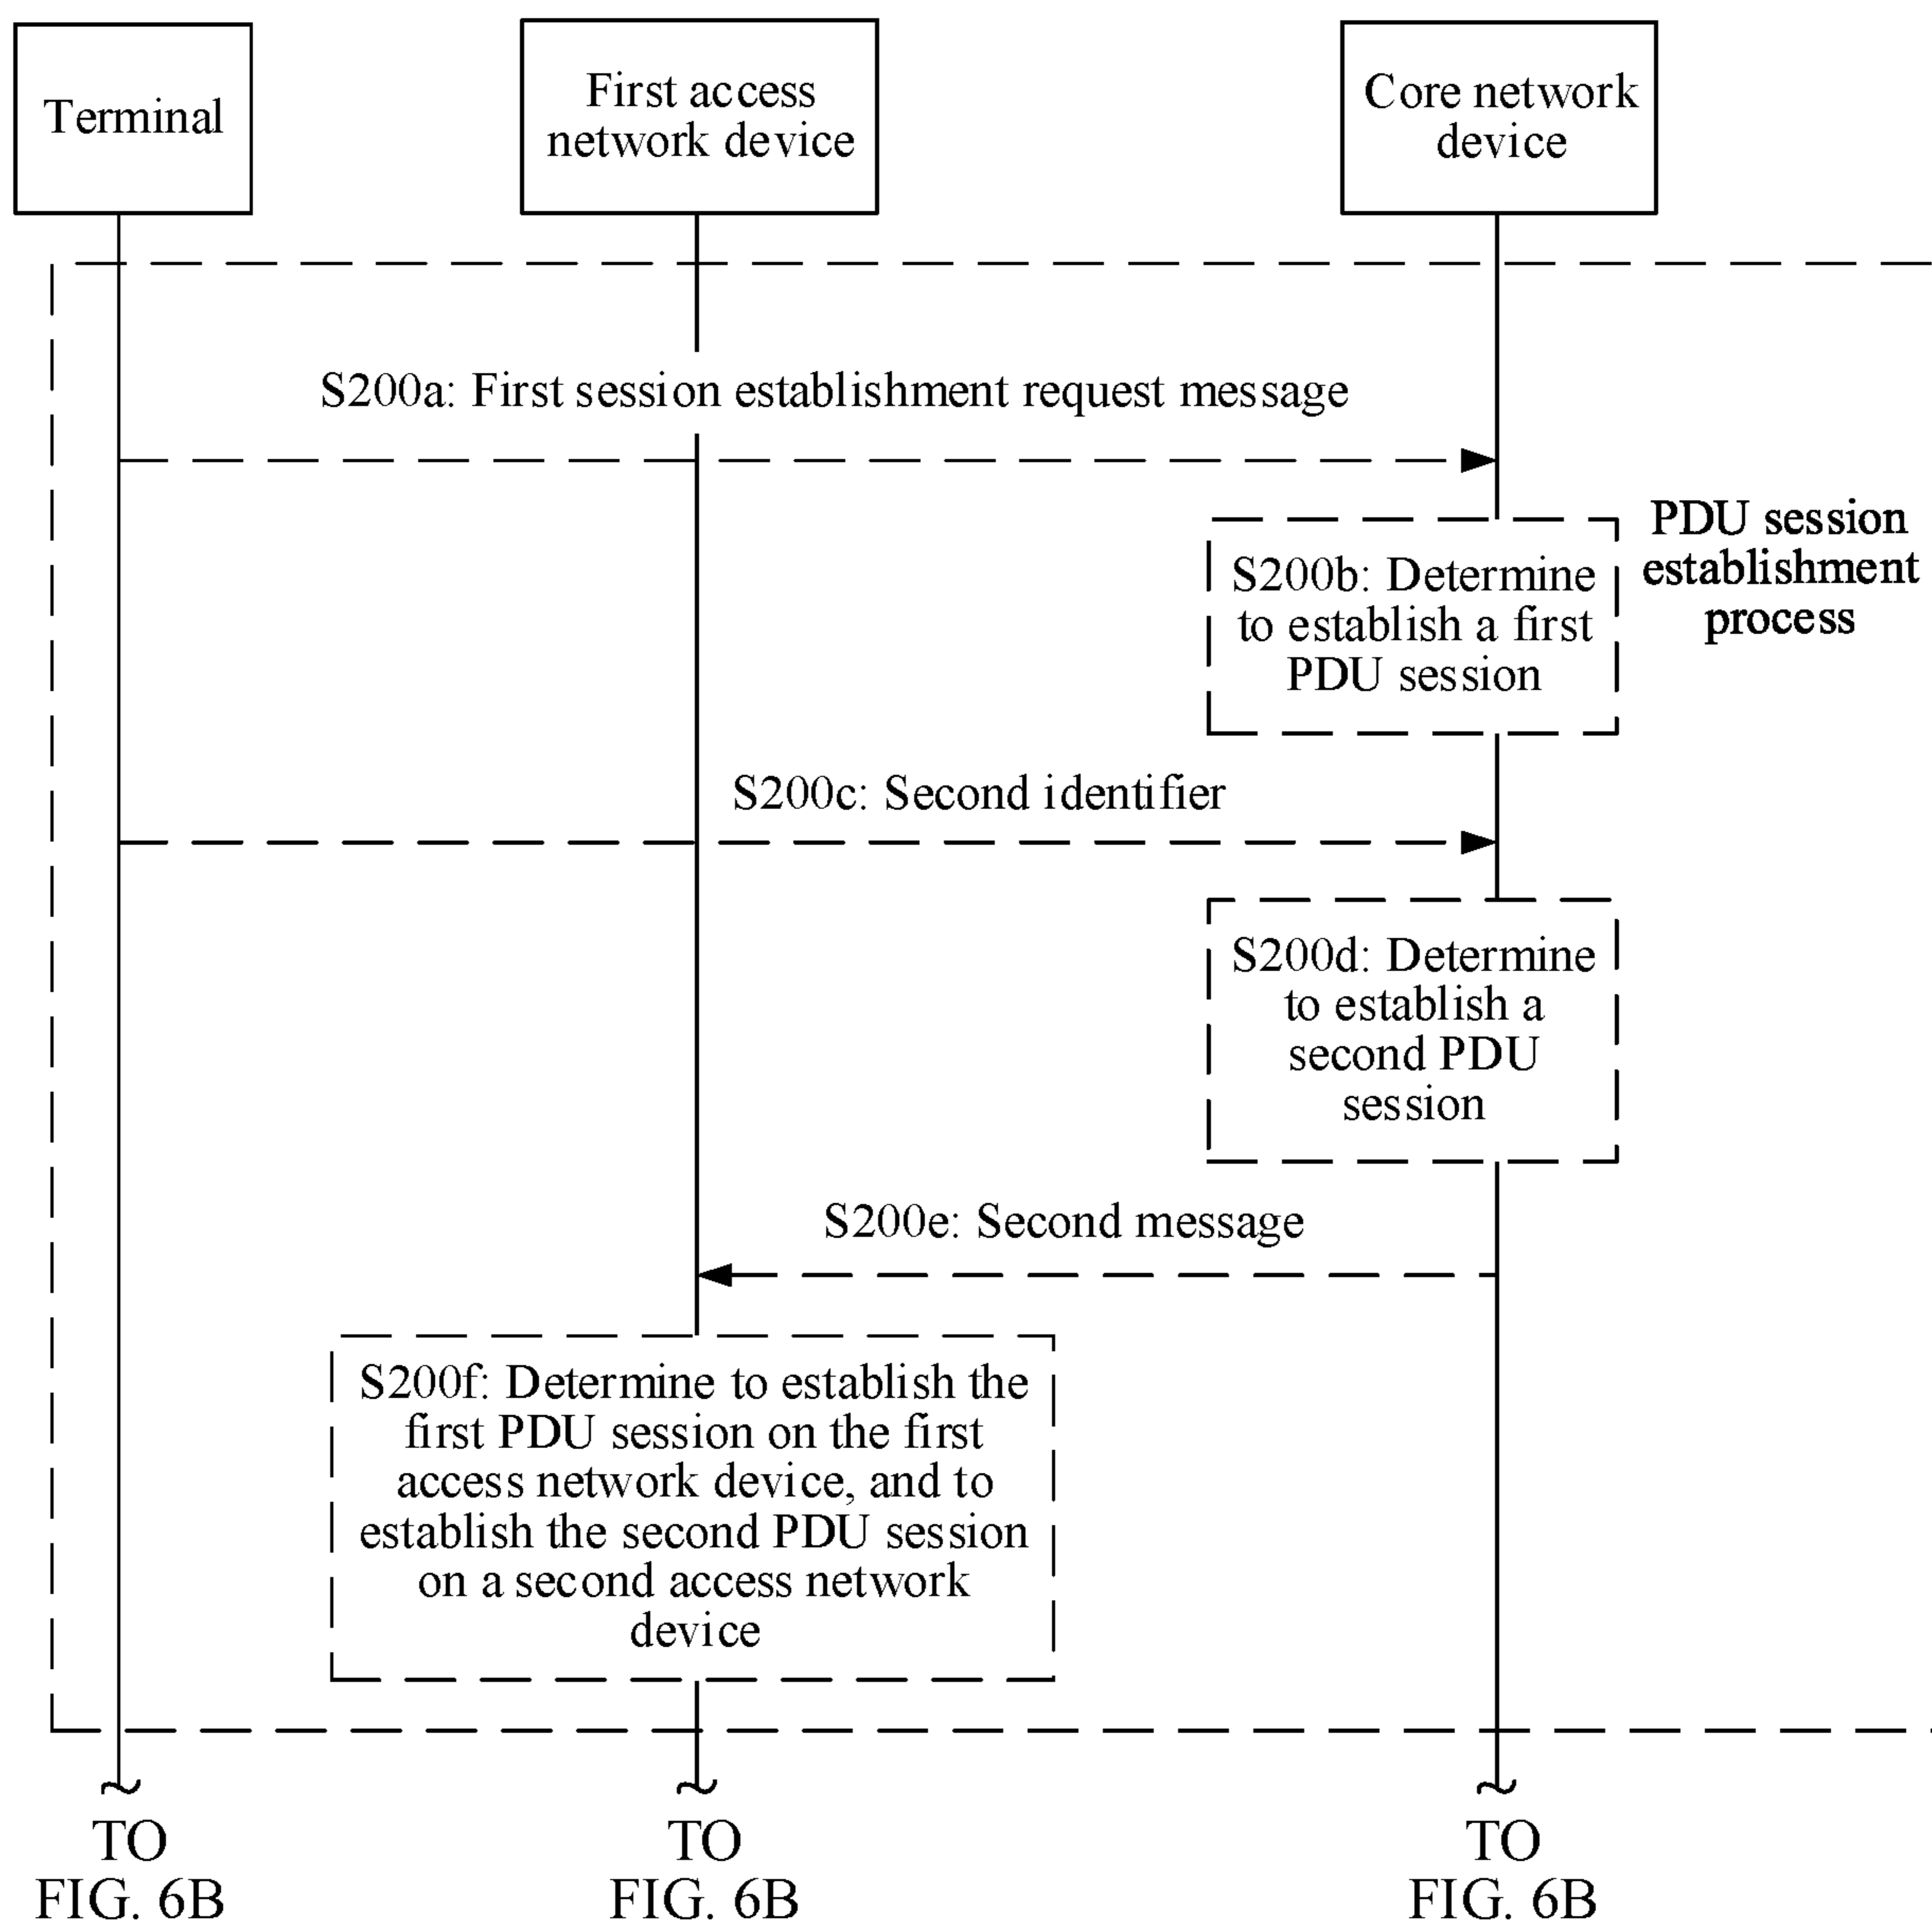 Terminal
First access
network device
Core network
device
S200a: First session establishment request message
PDU session
establishment
process
S200b: Determine
to establish a first
PDU session
S200c: Second identifier
S200d: Determine
to establish a
second PDU
session
S200e: Second message
S200f: Determine to establish the
first PDU session on the first
access network device, and to
establish the second PDU session
on a second access network
device
TO
FIG. 6B
TO
FIG. 6B
TO
FIG. 6B